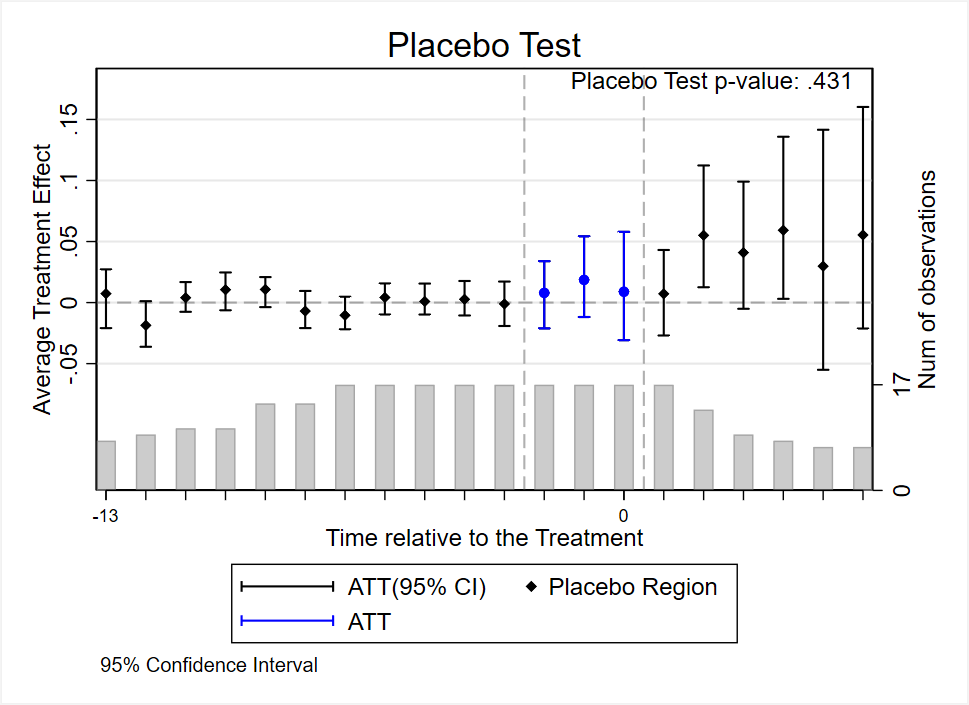 Placebo Test
Placebo Test p-value: .431
Average Treatment Effect
.15
.1
.05
0
-.05
Num of observations
17
0
-13
0
Time relative to the Treatment
ATT(95% CI)
Placebo Region
ATT
95% Confidence Interval